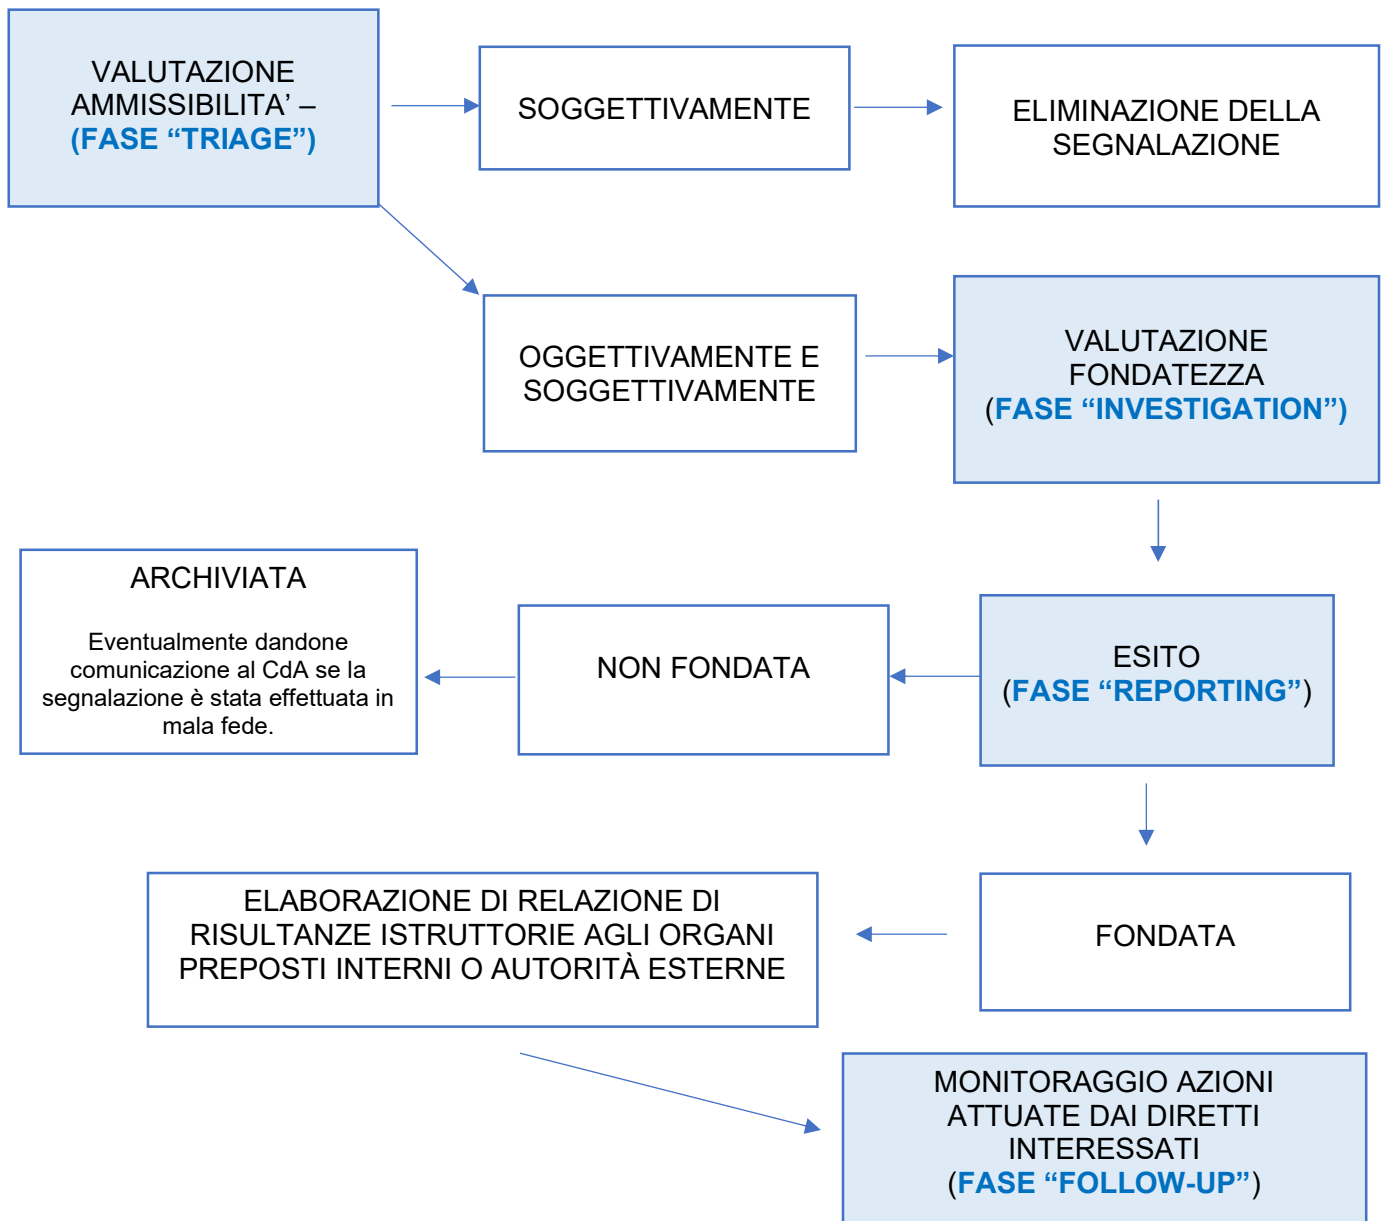 VALUTAZIONE
AMMISSIBILITA’ –
(FASE “TRIAGE”)
SOGGETTIVAMENTE
ELIMINAZIONE DELLA
SEGNALAZIONE
OGGETTIVAMENTE E
SOGGETTIVAMENTE
VALUTAZIONE
FONDATEZZA
(FASE “INVESTIGATION”)
ARCHIVIATA
Eventualmente dandone
comunicazione al CdA se la
segnalazione è stata effettuata in
mala fede.
NON FONDATA
ESITO
(FASE “REPORTING”)
ELABORAZIONE DI RELAZIONE DI
RISULTANZE ISTRUTTORIE AGLI ORGANI
PREPOSTI INTERNI O AUTORITÀ ESTERNE
FONDATA
MONITORAGGIO AZIONI
ATTUATE DAI DIRETTI
INTERESSATI
(FASE “FOLLOW-UP”)